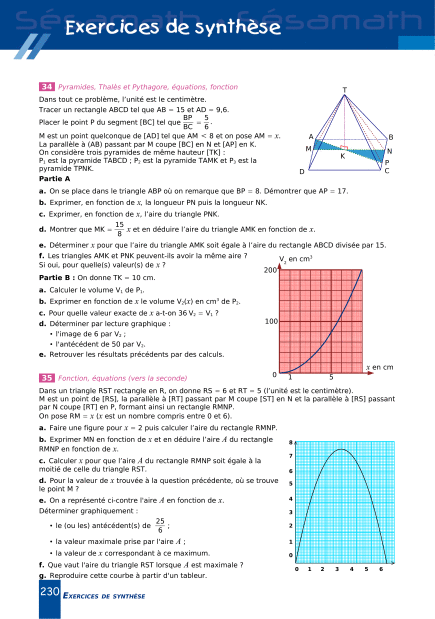 Sésamath Sésamath
Exercices de synthèse
34 Pyramides, Thalès et Pythagore, équations, fonction
Dans tout ce problème, l'unité est le centimètre.
Tracer un rectangle ABCD tel que AB = 15 et AD = 9,6.
Placer le point P du segment [BC] tel que BP/BC = 5/6.
M est un point quelconque de [AD] tel que AM < 8 et on pose AM = x.
La parallèle à (AB) passant par M coupe [BC] en N et [AP] en K.
On considère trois pyramides de même hauteur [TK] :
P₁ est la pyramide TABCD ; P₂ est la pyramide TAMK et P₃ est la
pyramide TPNK.
T
A
B
M
N
K
P
D
C
Partie A
a. On se place dans le triangle ABP où on remarque que BP = 8. Démontrer que AP = 17.
b. Exprimer, en fonction de x, la longueur PN puis la longueur NK.
c. Exprimer, en fonction de x, l'aire du triangle PNK.
d. Montrer que MK = 15/8 x et en déduire l'aire du triangle AMK en fonction de x.
e. Déterminer x pour que l'aire du triangle AMK soit égale à l'aire du rectangle ABCD divisée par 15.
f. Les triangles AMK et PNK peuvent-ils avoir la même aire ?
Si oui, pour quelle(s) valeur(s) de x ?
Partie B : On donne TK = 10 cm.
a. Calculer le volume V₁ de P₁.
b. Exprimer en fonction de x le volume V₂(x) en cm³ de P₂.
c. Pour quelle valeur exacte de x a-t-on 36 V₂ = V₁ ?
d. Déterminer par lecture graphique :
• l'image de 6 par V₂ ;
• l'antécédent de 50 par V₂.
e. Retrouver les résultats précédents par des calculs.
V₂ en cm³
200
100
0
1
5
x en cm
35 Fonction, équations (vers la seconde)
Dans un triangle RST rectangle en R, on donne RS = 6 et RT = 5 (l'unité est le centimètre).
M est un point de [RS], la parallèle à [RT) passant par M coupe [ST] en N et la parallèle à [RS) passant
par N coupe [RT] en P, formant ainsi un rectangle RMNP.
On pose RM = x (x est un nombre compris entre 0 et 6).
a. Faire une figure pour x = 2 puis calculer l'aire du rectangle RMNP.
b. Exprimer MN en fonction de x et en déduire l'aire A du rectangle
RMNP en fonction de x.
c. Calculer x pour que l'aire A du rectangle RMNP soit égale à la
moitié de celle du triangle RST.
d. Pour la valeur de x trouvée à la question précédente, où se trouve
le point M ?
e. On a représenté ci-contre l'aire A en fonction de x.
Déterminer graphiquement :
• le (ou les) antécédent(s) de 25/6 ;
• la valeur maximale prise par l'aire A ;
• la valeur de x correspondant à ce maximum.
f. Que vaut l'aire du triangle RST lorsque A est maximale ?
g. Reproduire cette courbe à partir d'un tableur.
8
7
6
5
4
3
2
1
0
0 1 2 3 4 5 6
230 EXERCICES DE SYNTHÈSE